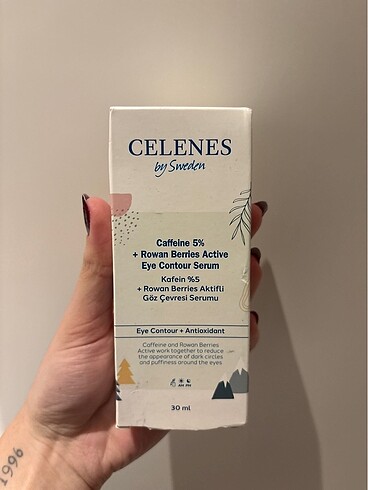 CELENES
by Sweden
Caffeine 5%
+ Rowan Berries Active
Eye Contour Serum
Kafein %5
+ Rowan Berries Aktifli
Göz Çevresi Serumu
Eye Contour + Antioxidant
Caffeine and Rowan Berries
Active work together to reduce
the appearance of dark circles
and puffiness around the eyes
AM PM
30 ml
1996